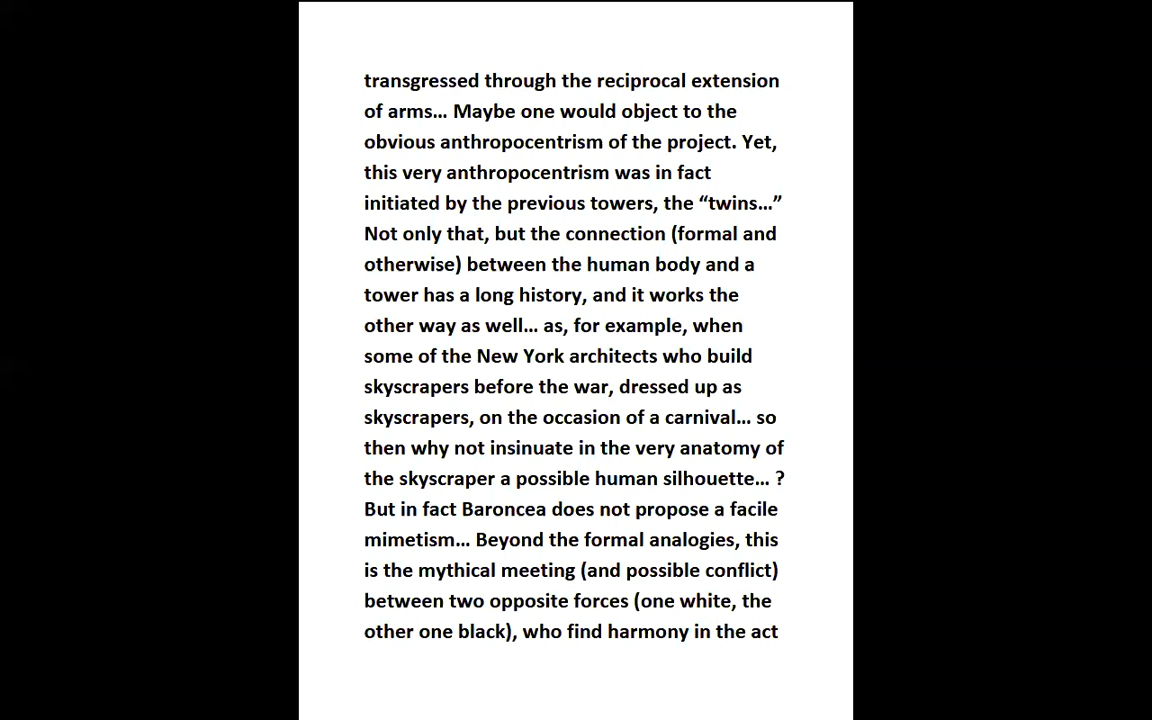 transgressed through the reciprocal extension
of arms… Maybe one would object to the
obvious anthropocentrism of the project. Yet,
this very anthropocentrism was in fact
initiated by the previous towers, the “twins…”
Not only that, but the connection (formal and
otherwise) between the human body and a
tower has a long history, and it works the
other way as well… as, for example, when
some of the New York architects who build
skyscrapers before the war, dressed up as
skyscrapers, on the occasion of a carnival… so
then why not insinuate in the very anatomy of
the skyscraper a possible human silhouette… ?
But in fact Baroncea does not propose a facile
mimetism… Beyond the formal analogies, this
is the mythical meeting (and possible conflict)
between two opposite forces (one white, the
other one black), who find harmony in the act